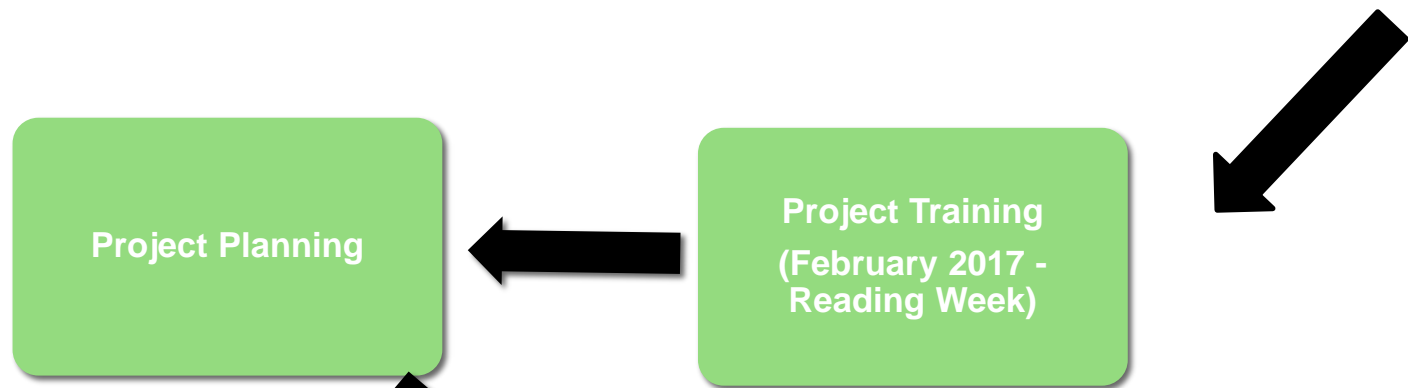 Project Planning
Project Training
(February 2017 -
Reading Week)